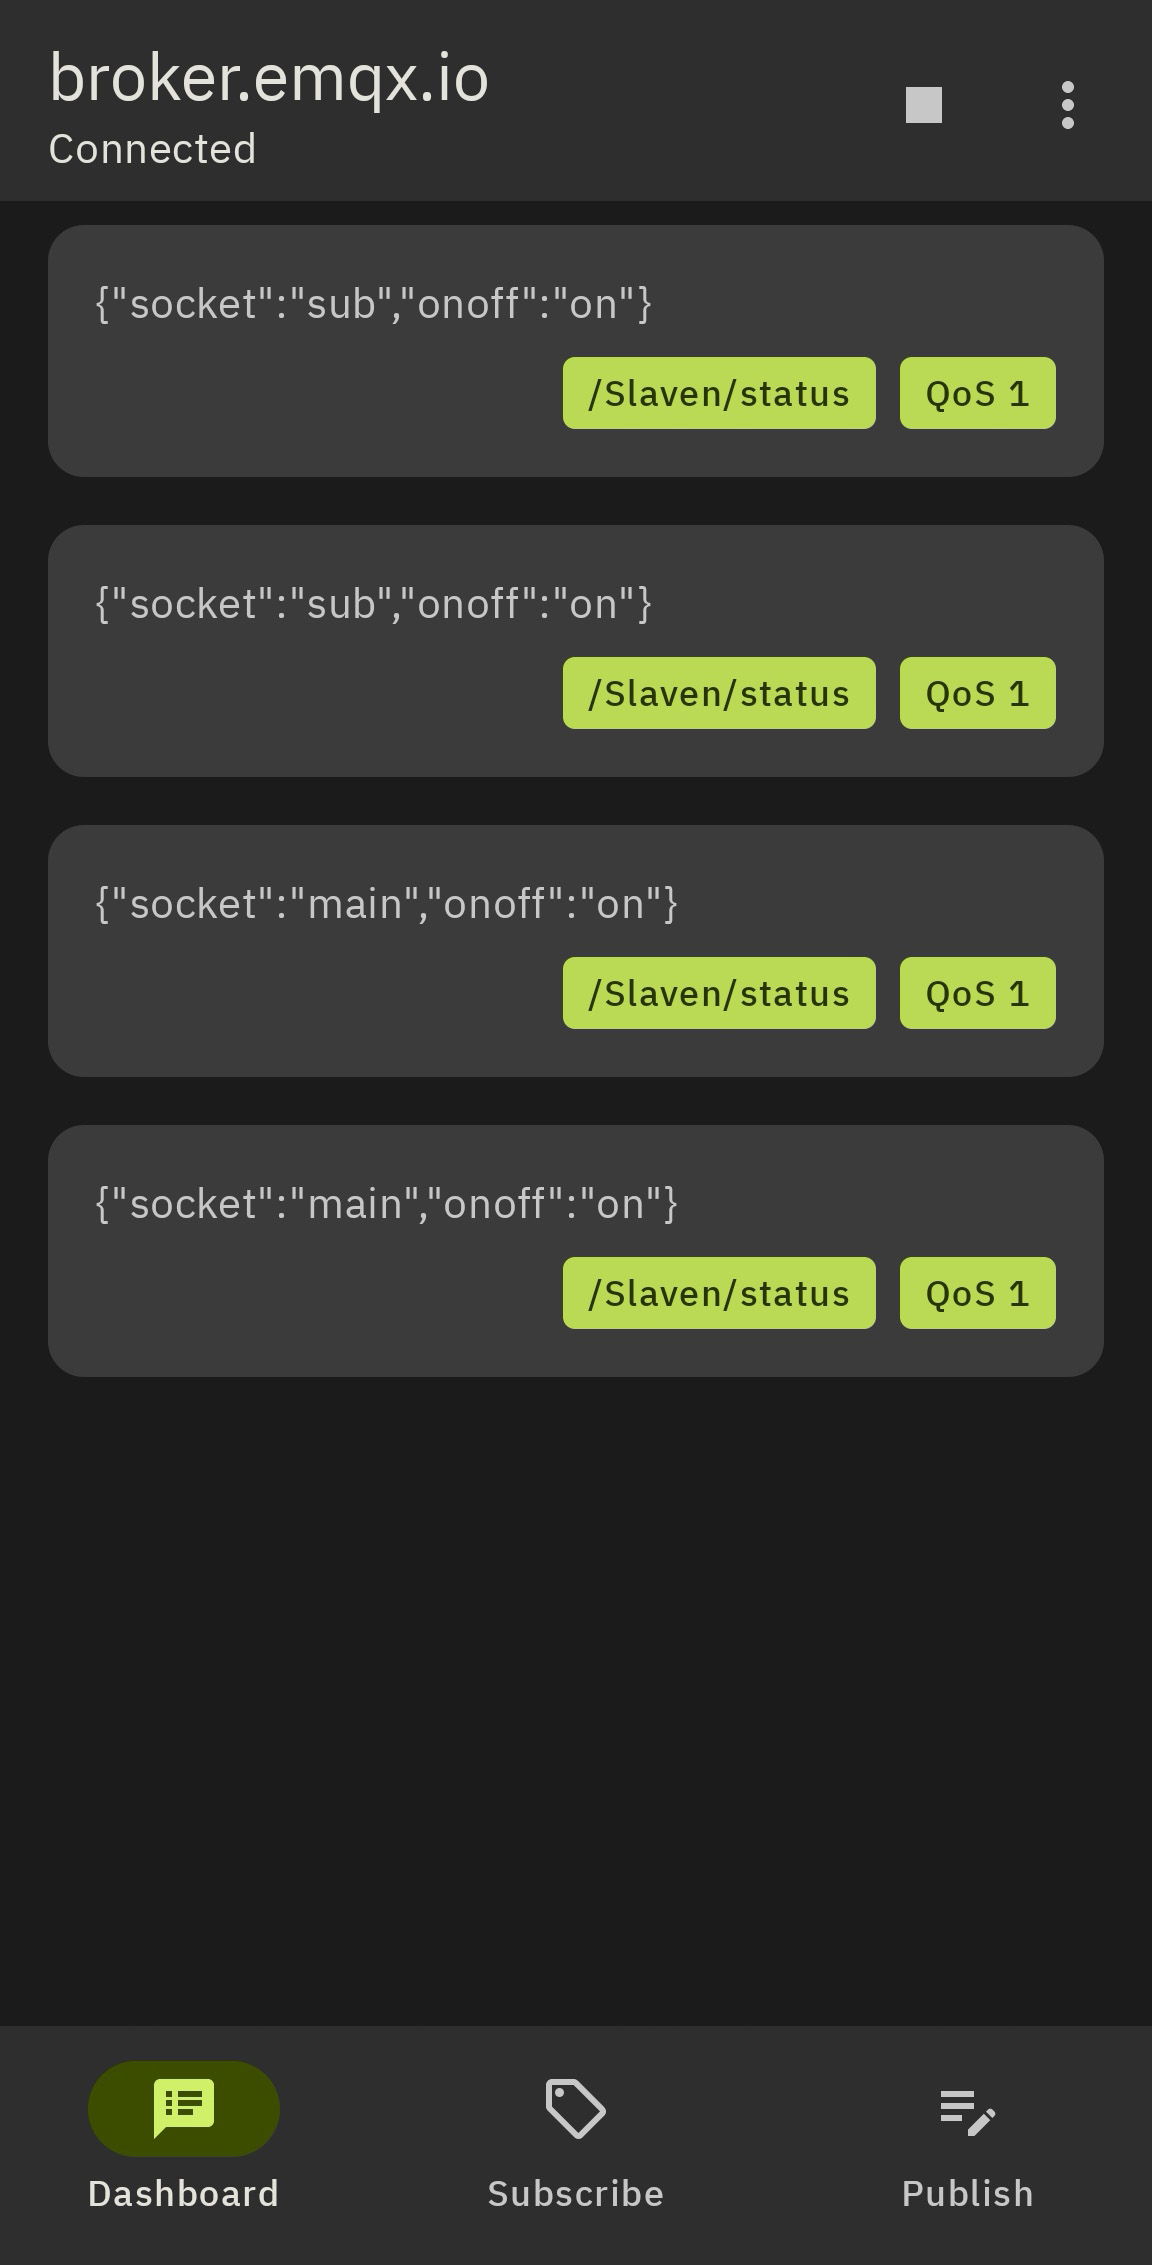 broker.emqx.io
Connected
{"socket":"sub","onoff":"on"}
/Slaven/status QoS 1
{"socket":"sub","onoff":"on"}
/Slaven/status QoS 1
{"socket":"main","onoff":"on"}
/Slaven/status QoS 1
{"socket":"main","onoff":"on"}
/Slaven/status QoS 1
Dashboard Subscribe Publish